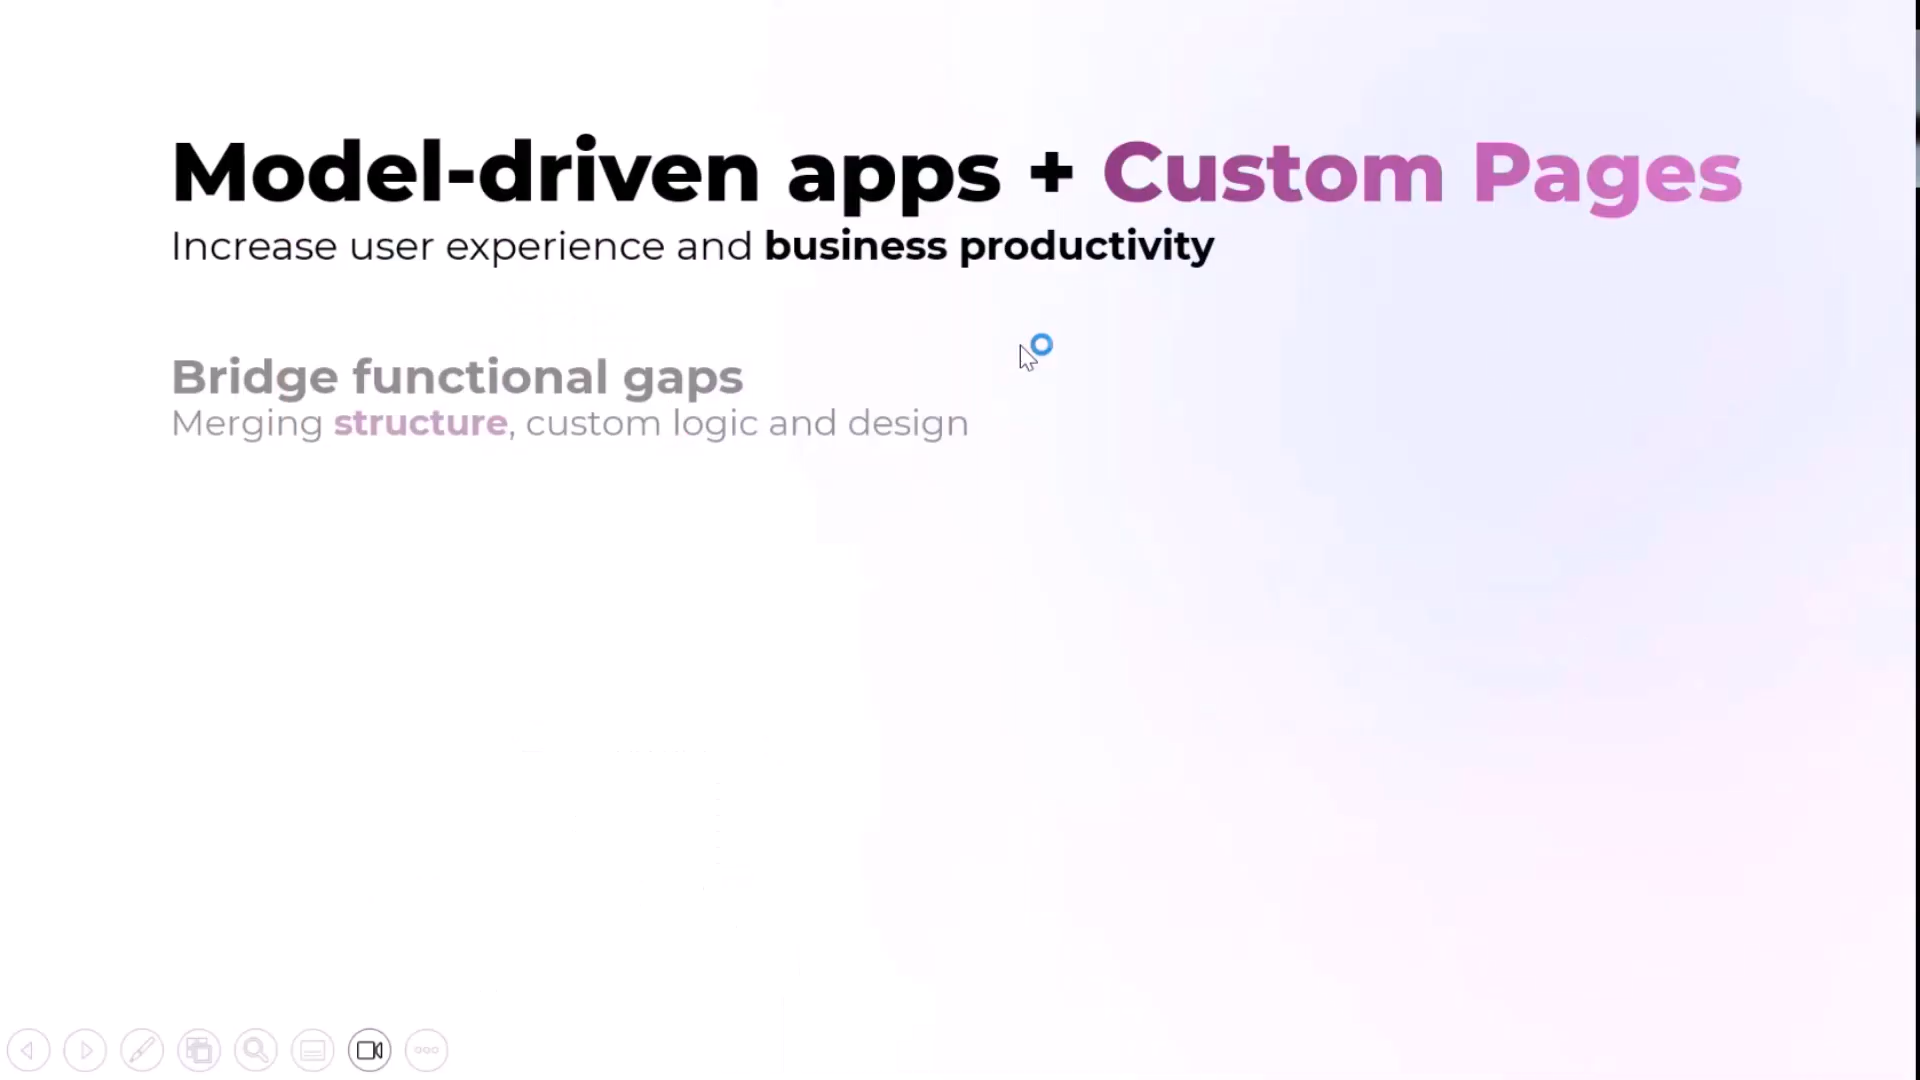 Model-driven apps + Custom Pages
Increase user experience and business productivity
Bridge functional gaps
Merging structure, custom logic and design